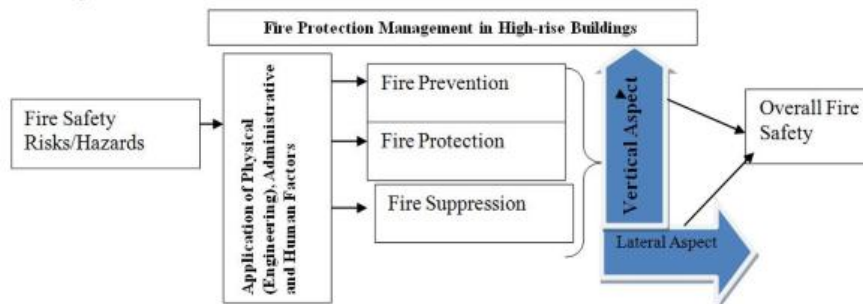 Fire Protection Management in High-rise Buildings
Fire Safety
Risks/Hazards
Application of Physical
(Engineering), Administrative
and Human Factors
Fire Prevention
Fire Protection
Fire Suppression
Vertical Aspect
Lateral Aspect
Overall Fire
Safety